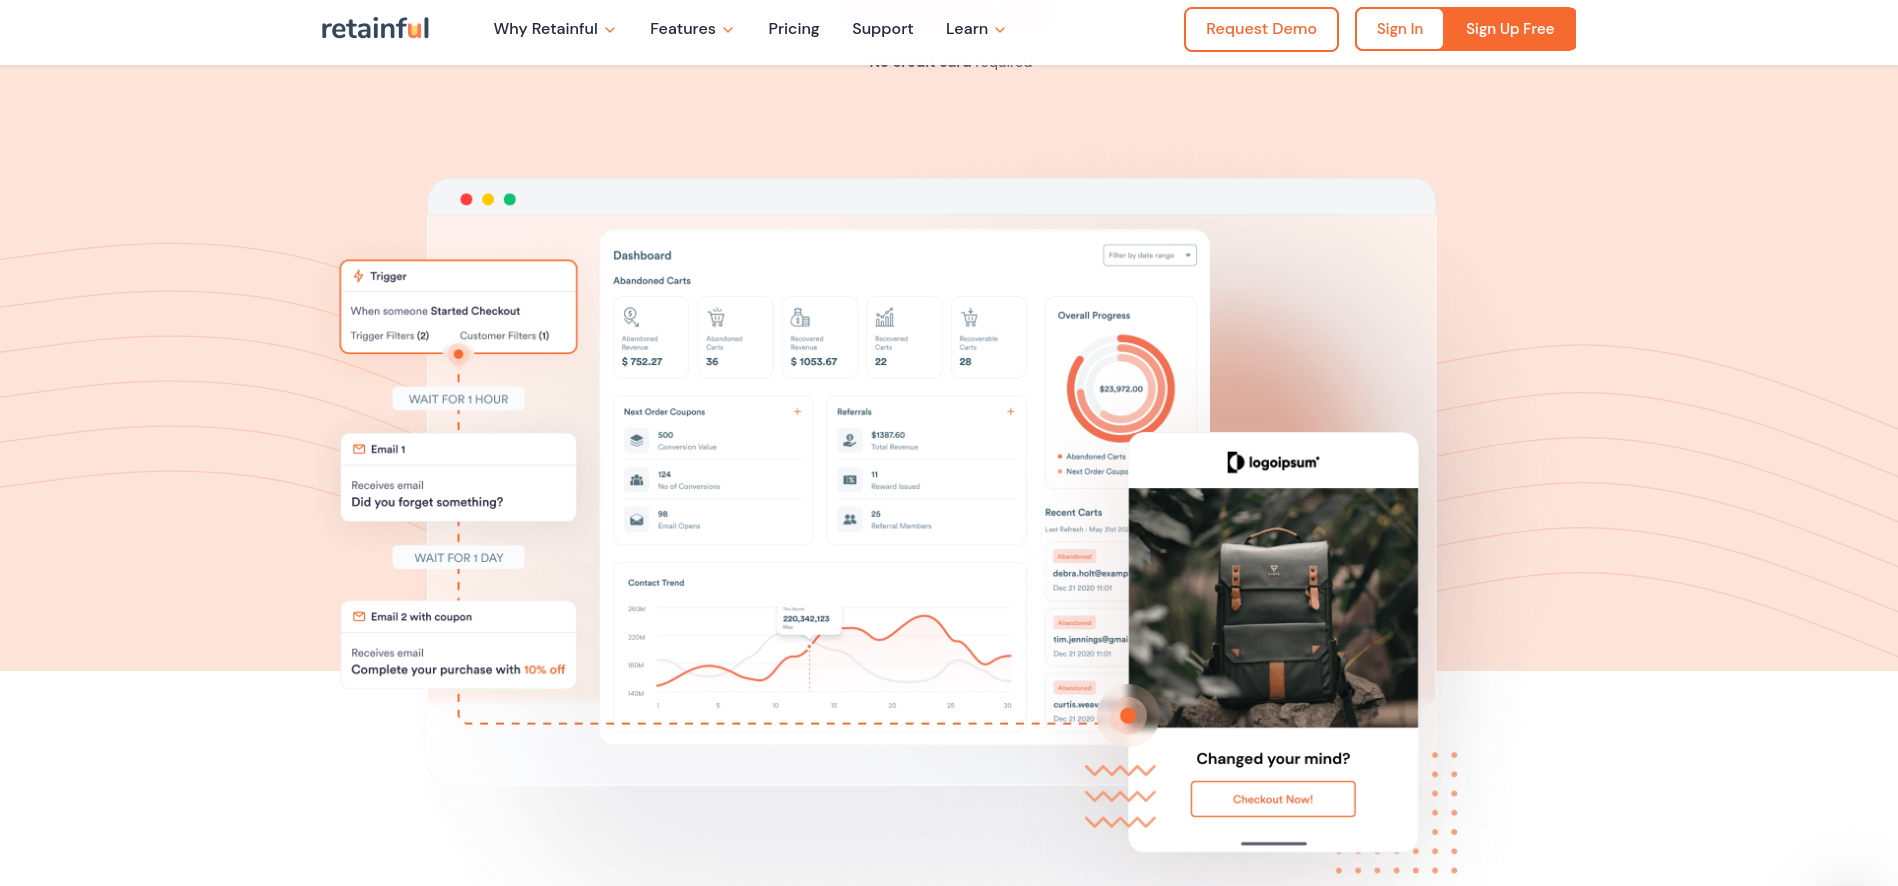 retainful
Why Retainful
Features
Pricing
Support
Learn
Request Demo
Sign In
Sign Up Free
No credit card required
Trigger
When someone Started Checkout
Trigger Filters (2)
Customer Filters (1)
WAIT FOR 1 HOUR
Email 1
Receives email
Did you forget something?
WAIT FOR 1 DAY
Email 2 with coupon
Receives email
Complete your purchase with 10% off
Dashboard
Filter by date range
Abandoned Carts
Abandoned
Revenue
$ 752.27
Abandoned
Carts
36
Recovered
Revenue
$ 1053.67
Recovered
Carts
22
Recoverable
Carts
28
Next Order Coupons
500
Conversion Value
124
No of Conversions
98
Email Opens
Referrals
$1387.60
Total Revenue
11
Reward Issued
25
Referral Members
Contact Trend
260M
220M
180M
140M
This Month
220,342,123
May
1
5
10
15
20
25
30
Overall Progress
$23,972.00
Abandoned Carts
Next Order Coupo
Recent Carts
Last Refresh : May 31st 20
Abandoned
debra.holt@examp
Dec 21 2020 11:01
Abandoned
tim.jennings@gmai
Dec 21 2020 11:01
Abandoned
curtis.weav
Dec 21 2020
logoipsum
Changed your mind?
Checkout Now!